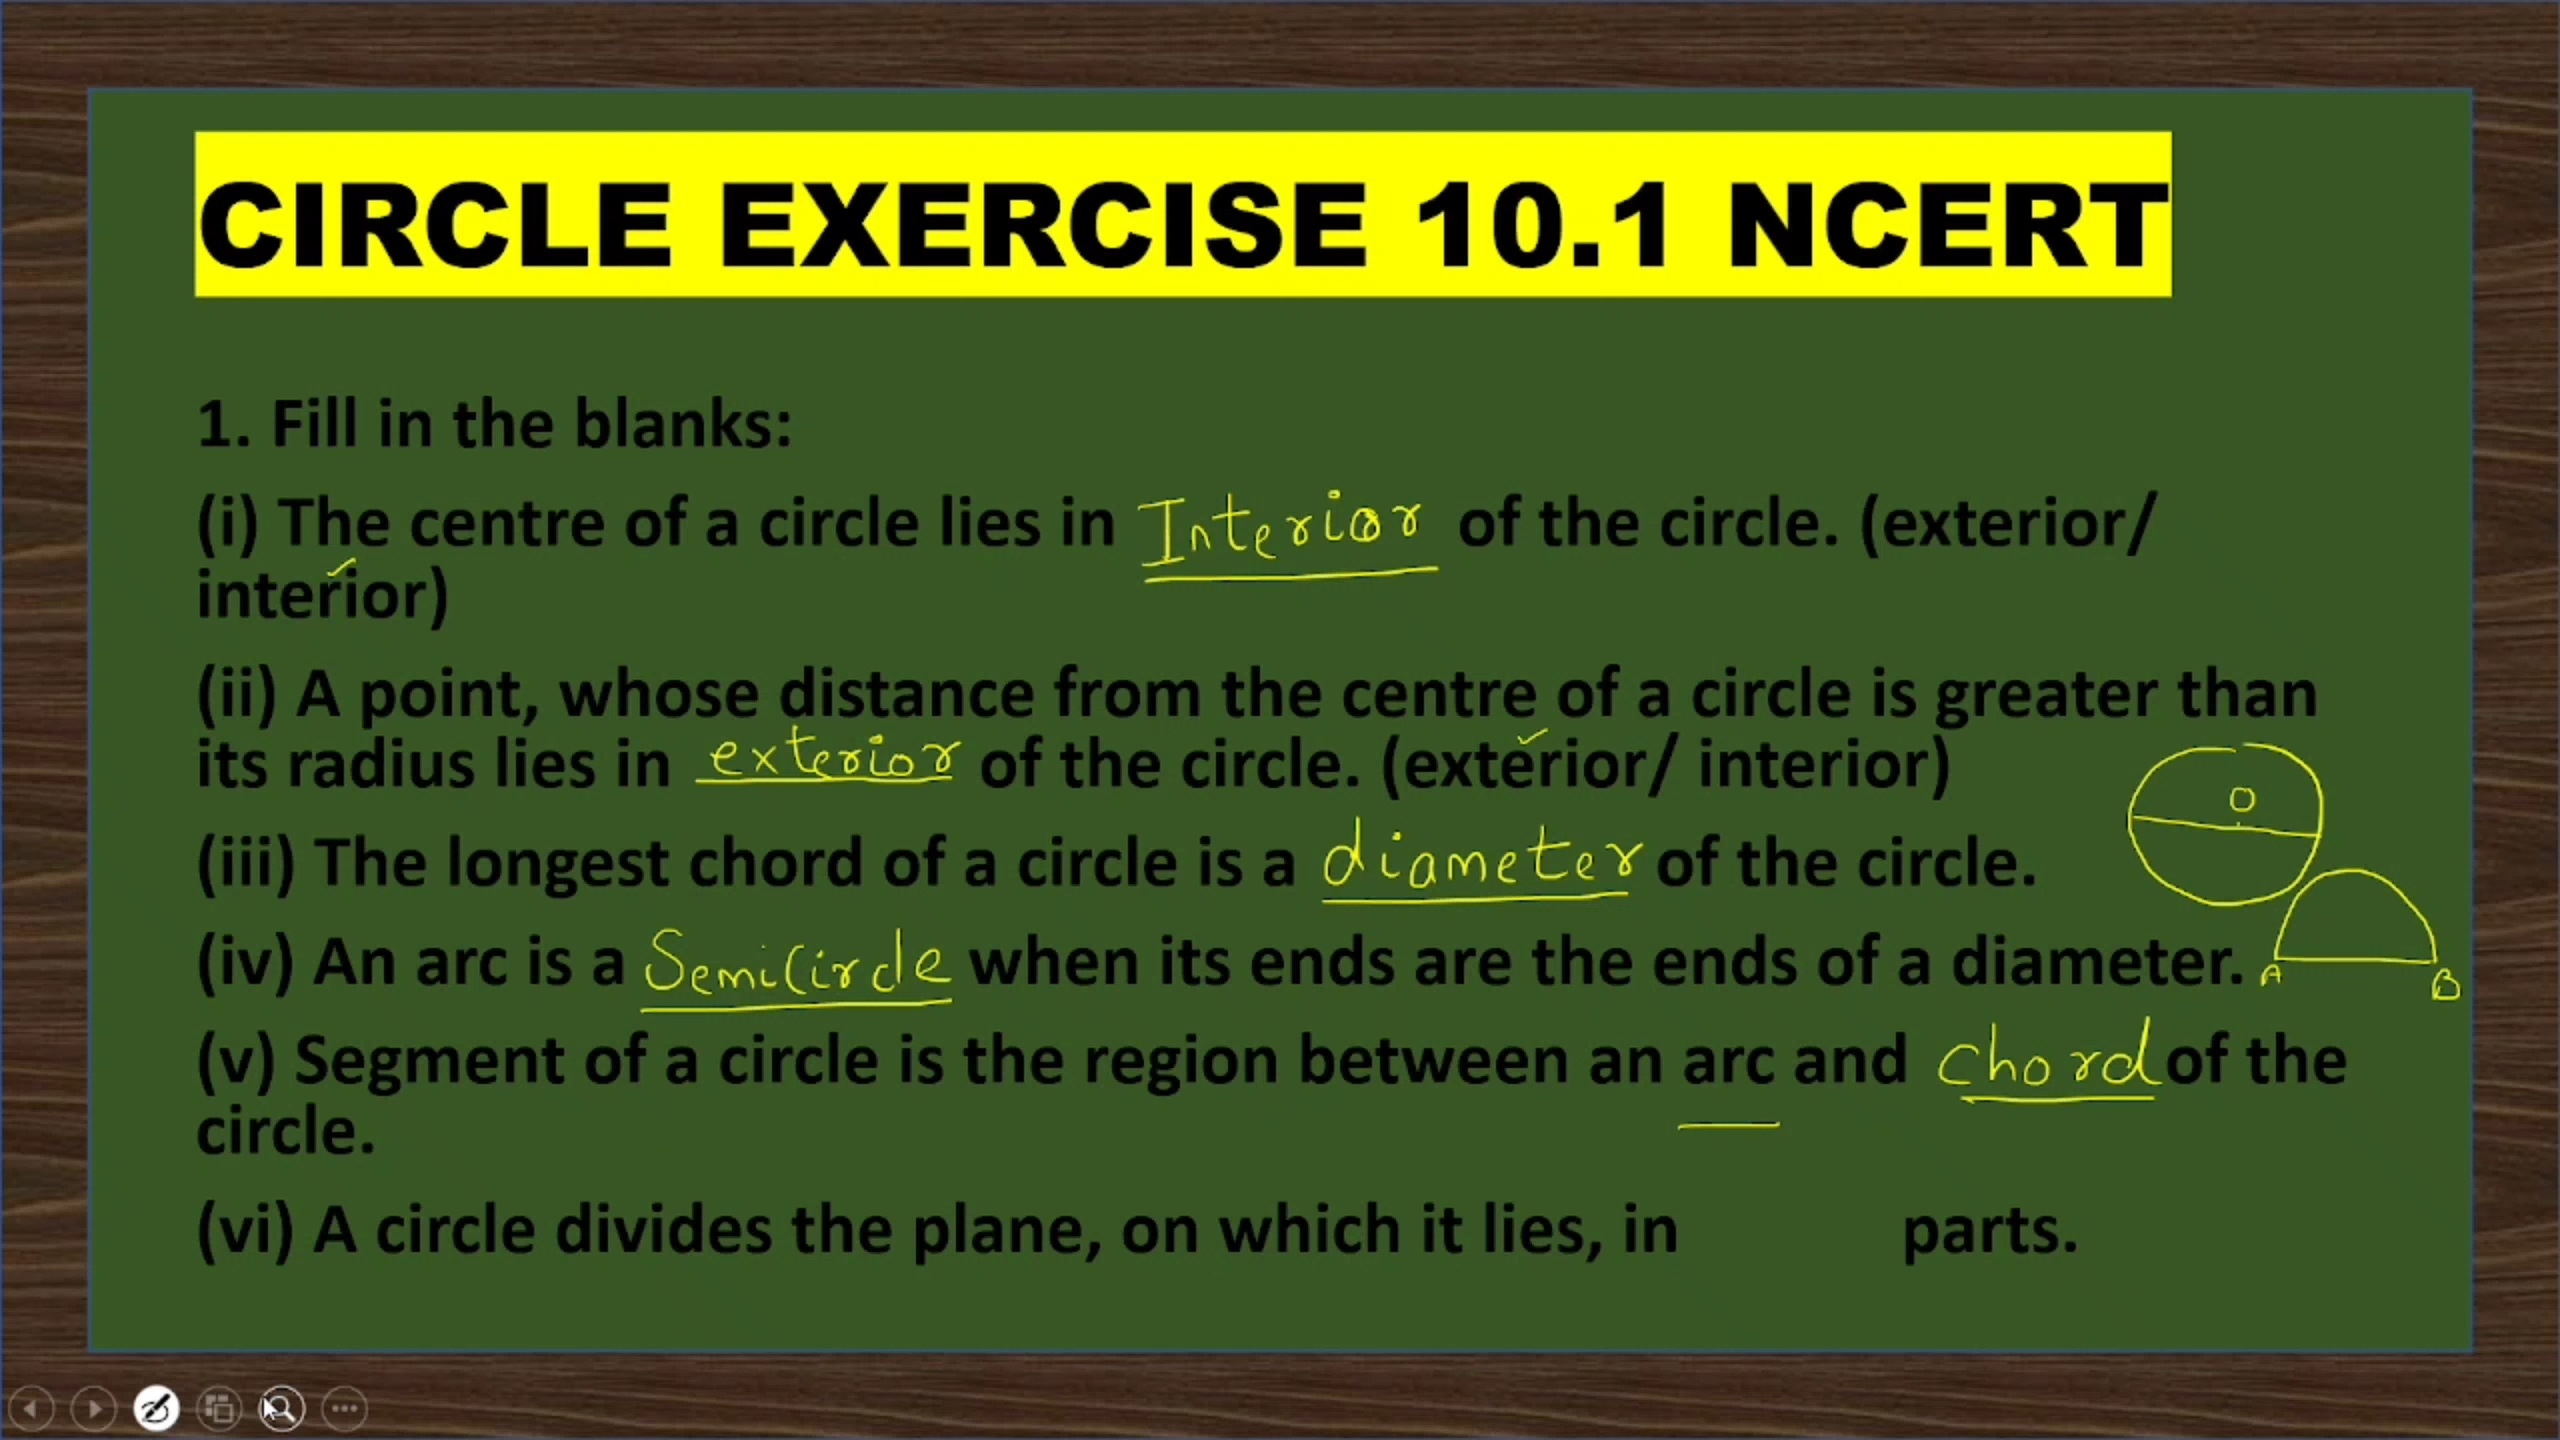 CIRCLE EXERCISE 10.1 NCERT
1. Fill in the blanks:
(i) The centre of a circle lies in Interior of the circle. (exterior/
interior)
(ii) A point, whose distance from the centre of a circle is greater than
its radius lies in exterior of the circle. (exterior/ interior)
O
(iii) The longest chord of a circle is a diameter of the circle.
(iv) An arc is a Semicircle when its ends are the ends of a diameter.
A B
(v) Segment of a circle is the region between an arc and chord of the
circle.
(vi) A circle divides the plane, on which it lies, in parts.